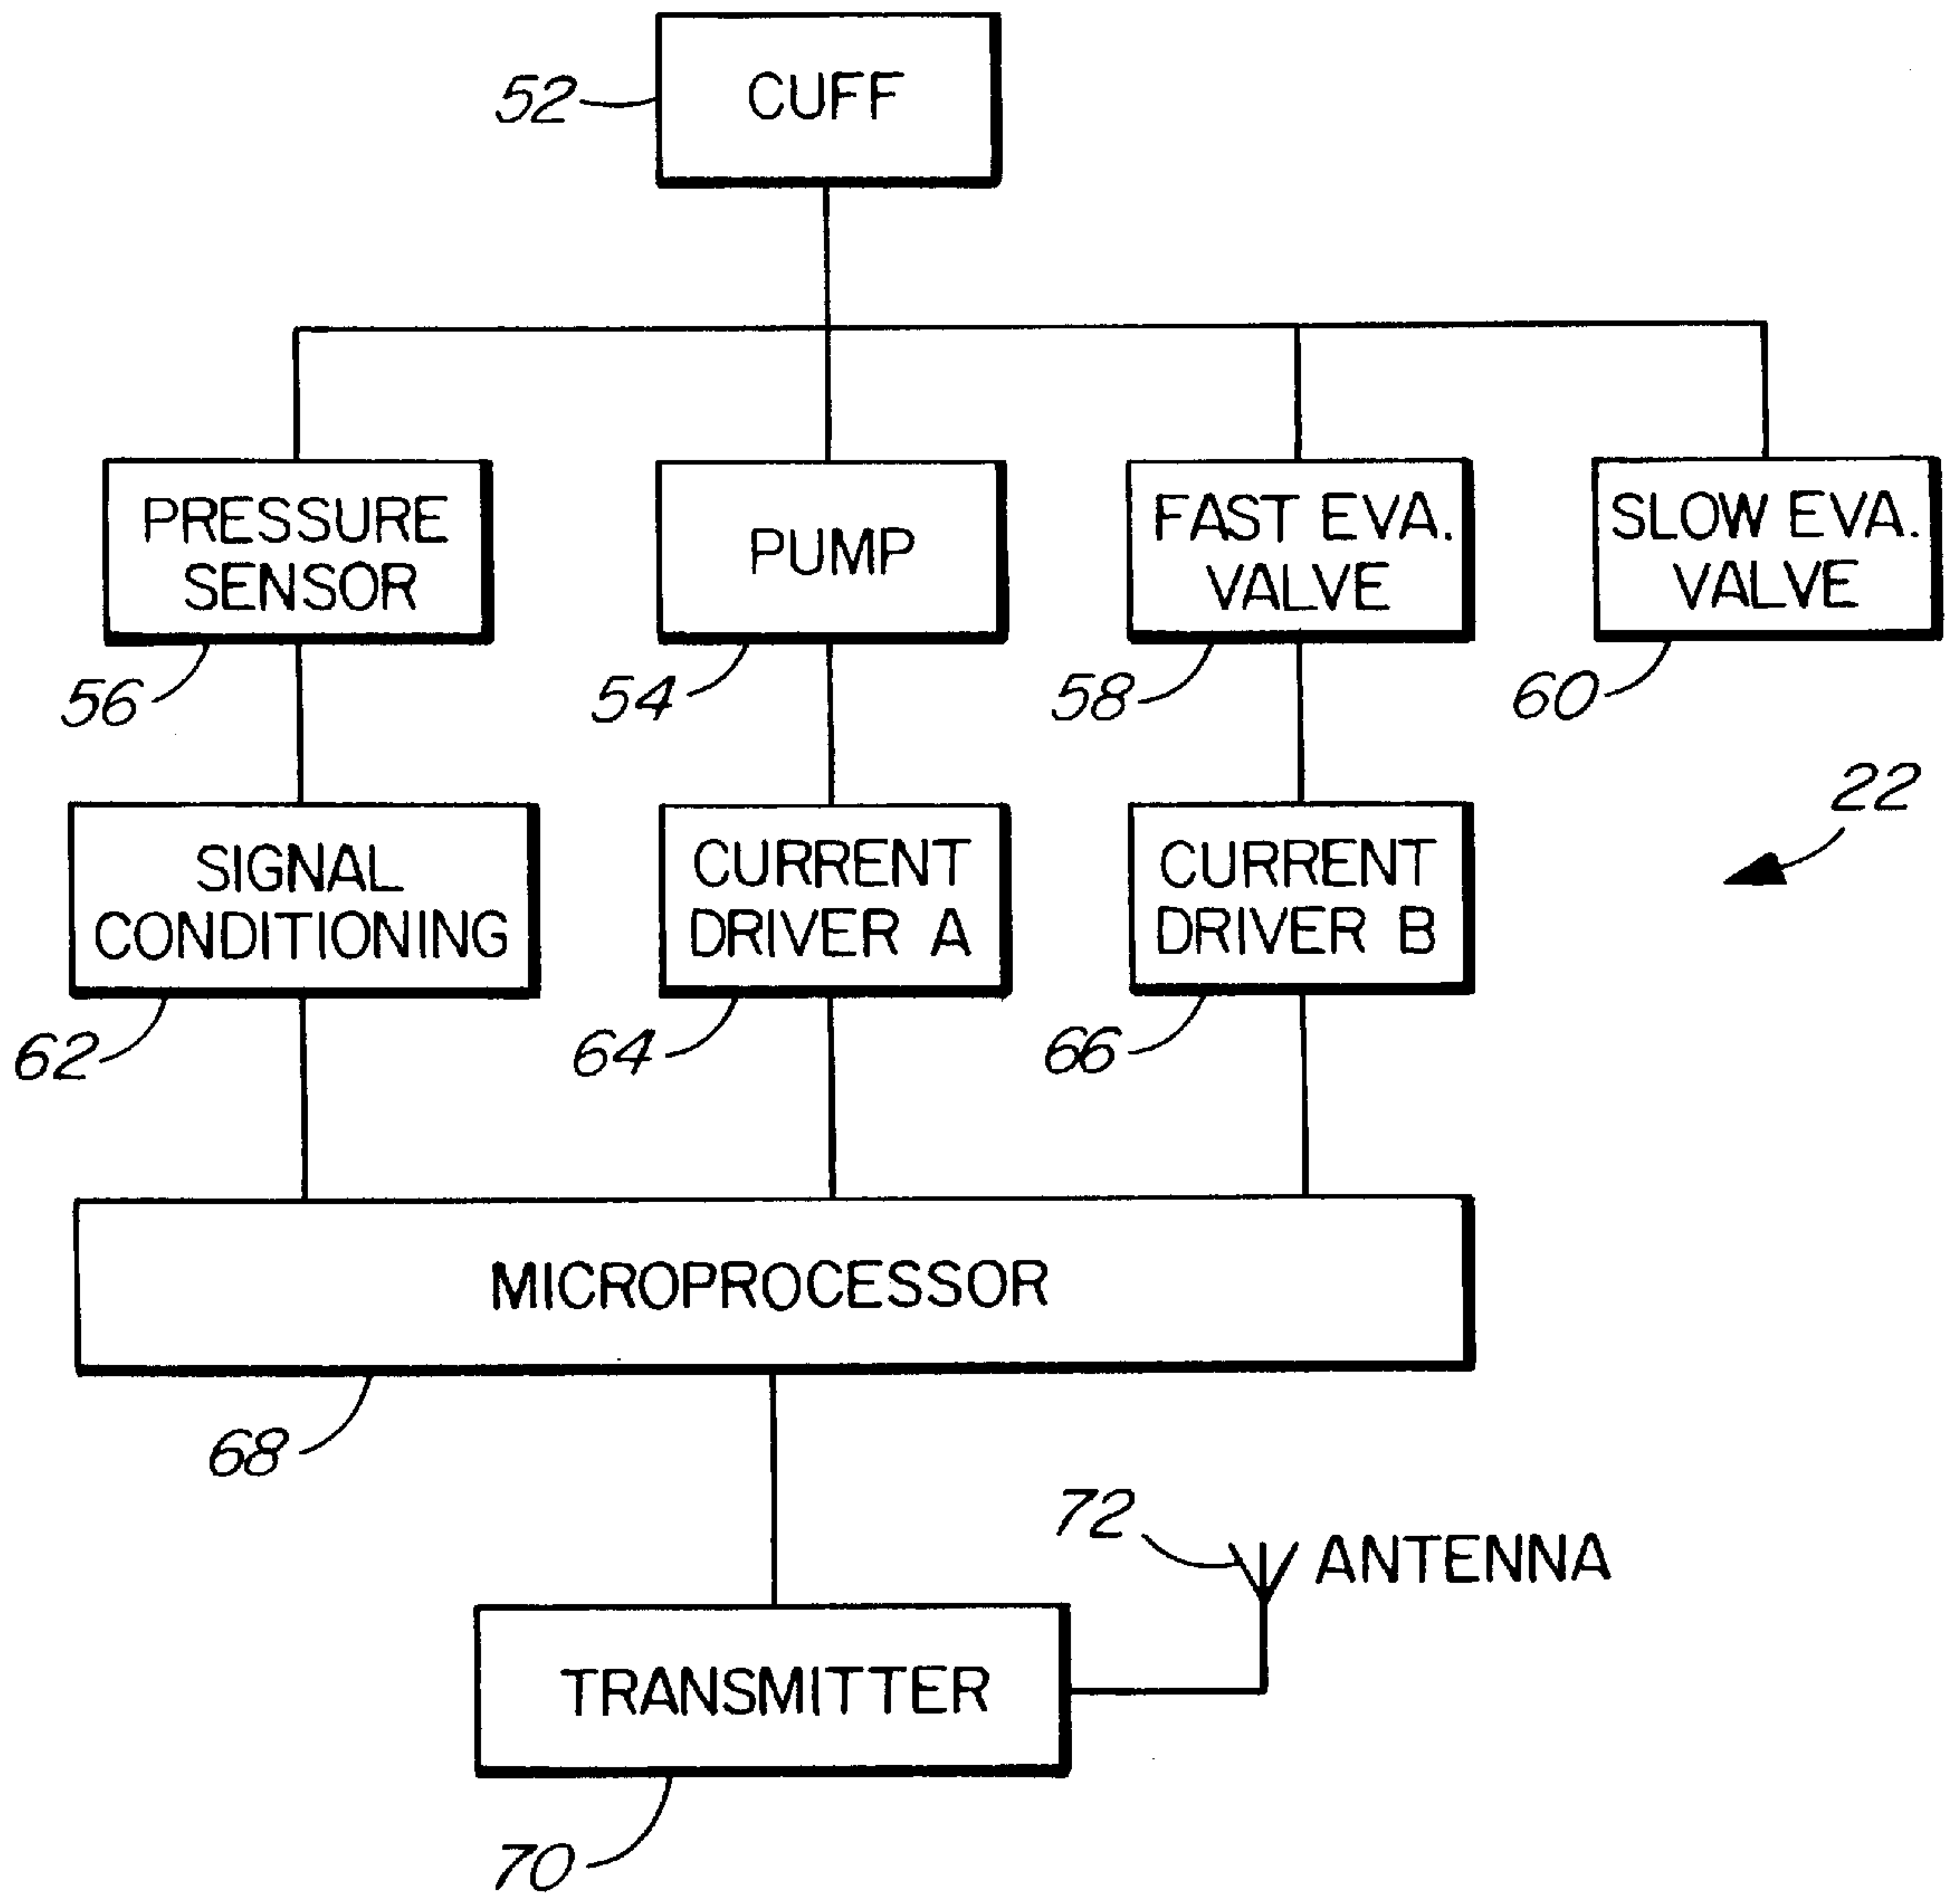 CUFF
52
PRESSURE
SENSOR
PUMP
FAST EVA.
VALVE
SLOW EVA.
VALVE
56
54
58
60
22
SIGNAL
CONDITIONING
CURRENT
DRIVER A
CURRENT
DRIVER B
62
64
66
MICROPROCESSOR
68
72
ANTENNA
TRANSMITTER
70